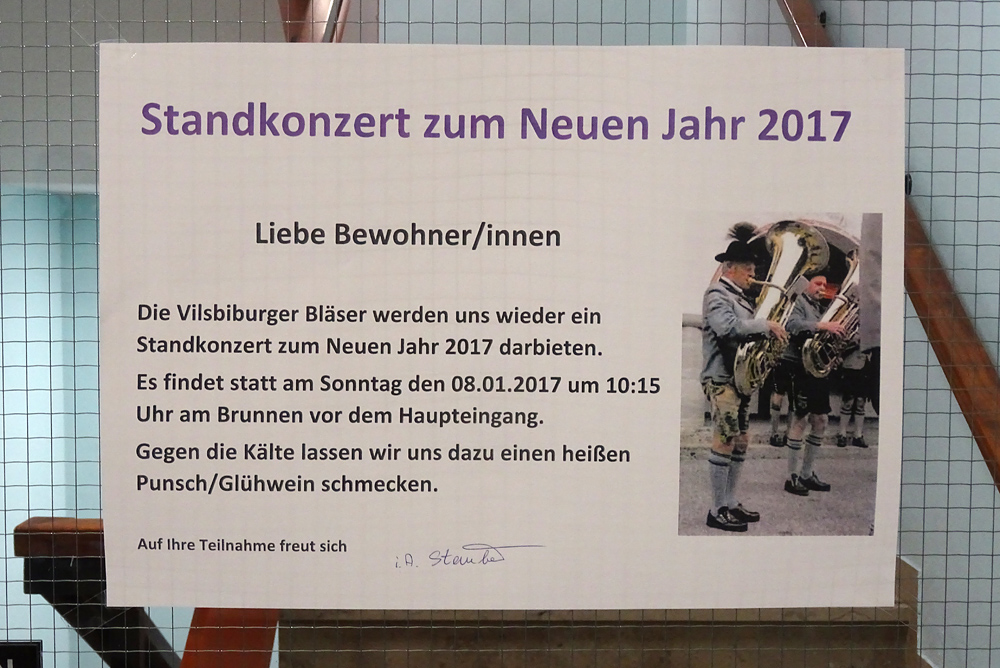 Standkonzert zum Neuen Jahr 2017
Liebe Bewohner/innen
Die Vilsbiburger Bläser werden uns wieder ein
Standkonzert zum Neuen Jahr 2017 darbieten.
Es findet statt am Sonntag den 08.01.2017 um 10:15
Uhr am Brunnen vor dem Haupteingang.
Gegen die Kälte lassen wir uns dazu einen heißen
Punsch/Glühwein schmecken.
Auf Ihre Teilnahme freut sich i.A.